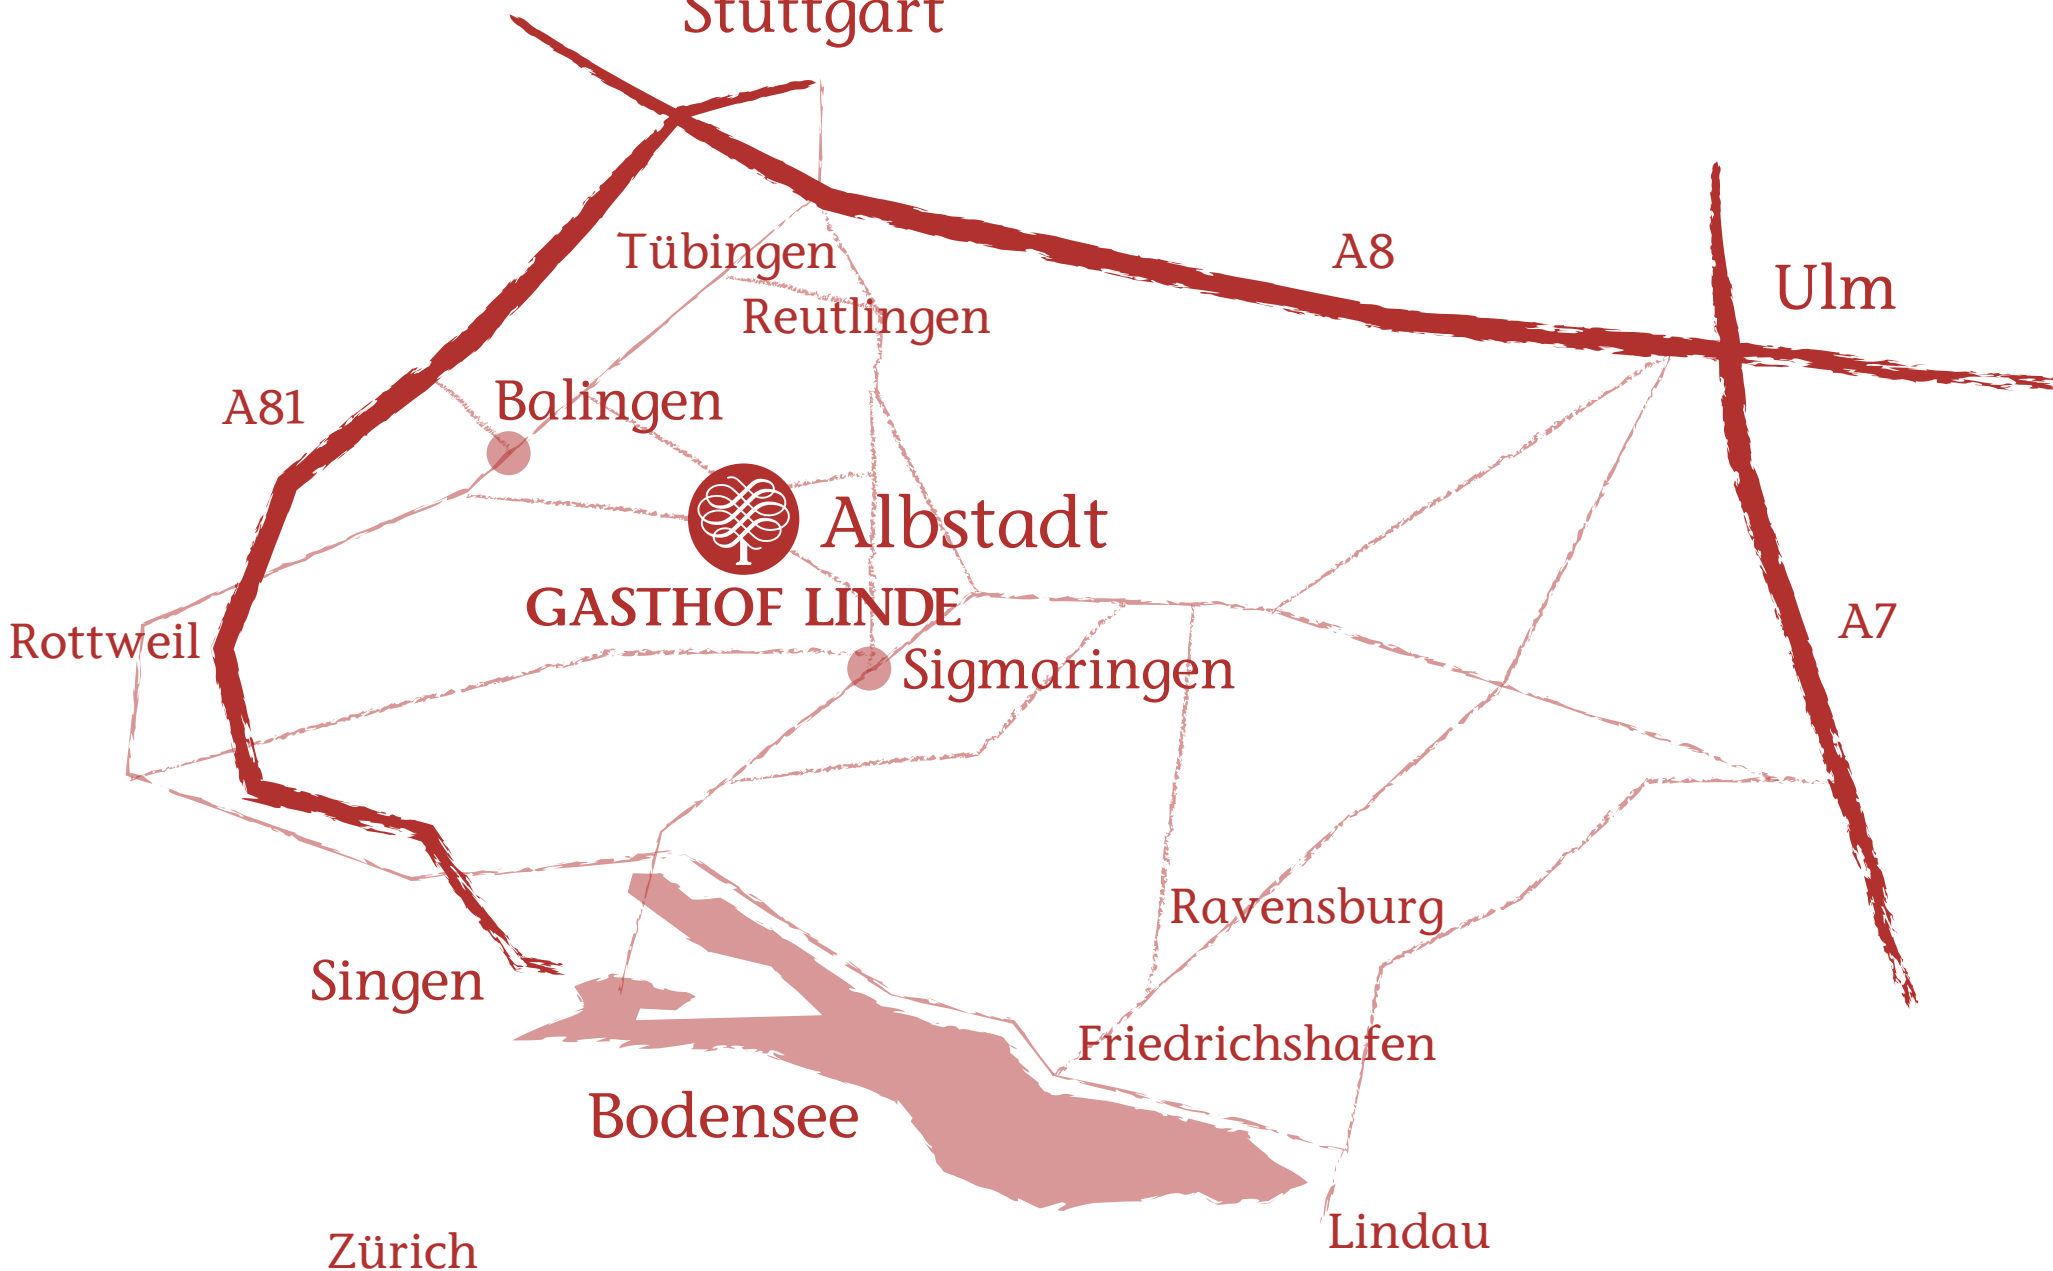 Stuttgart
Tübingen
A8
Ulm
Reutlingen
A81
Balingen
Albstadt
GASTHOF LINDE
A7
Rottweil
Sigmaringen
Ravensburg
Singen
Friedrichshafen
Bodensee
Lindau
Zürich